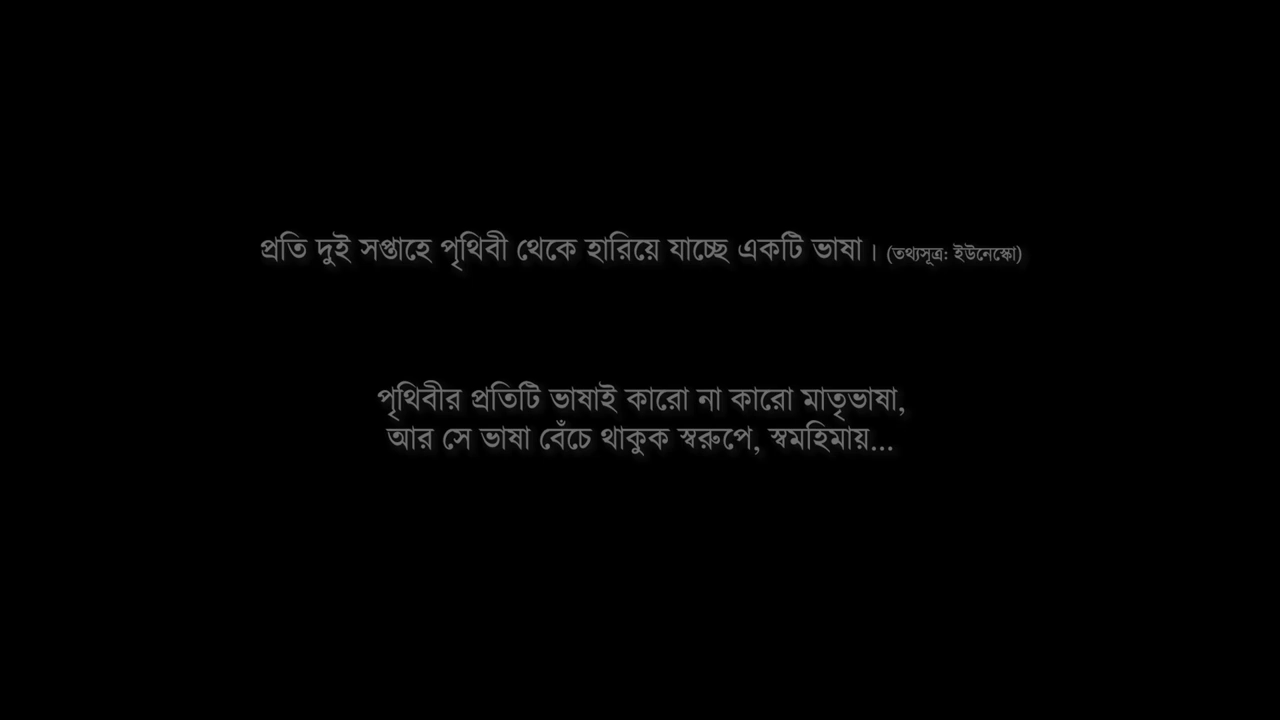 প্রতি দুই সপ্তাহে পৃথিবী থেকে হারিয়ে যাচ্ছে একটি ভাষা। (তথ্যসূত্র: ইউনেস্কো)
পৃথিবীর প্রতিটি ভাষাই কারো না কারো মাতৃভাষা,
আর সে ভাষা বেঁচে থাকুক স্বরুপে, স্বমহিমায়...